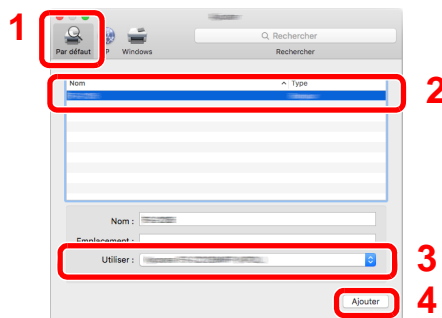 1
Rechercher
Par défaut P Windows Rechercher
Nom Type
2
Nom :
Emplacement :
Utiliser :
3
Ajouter
4